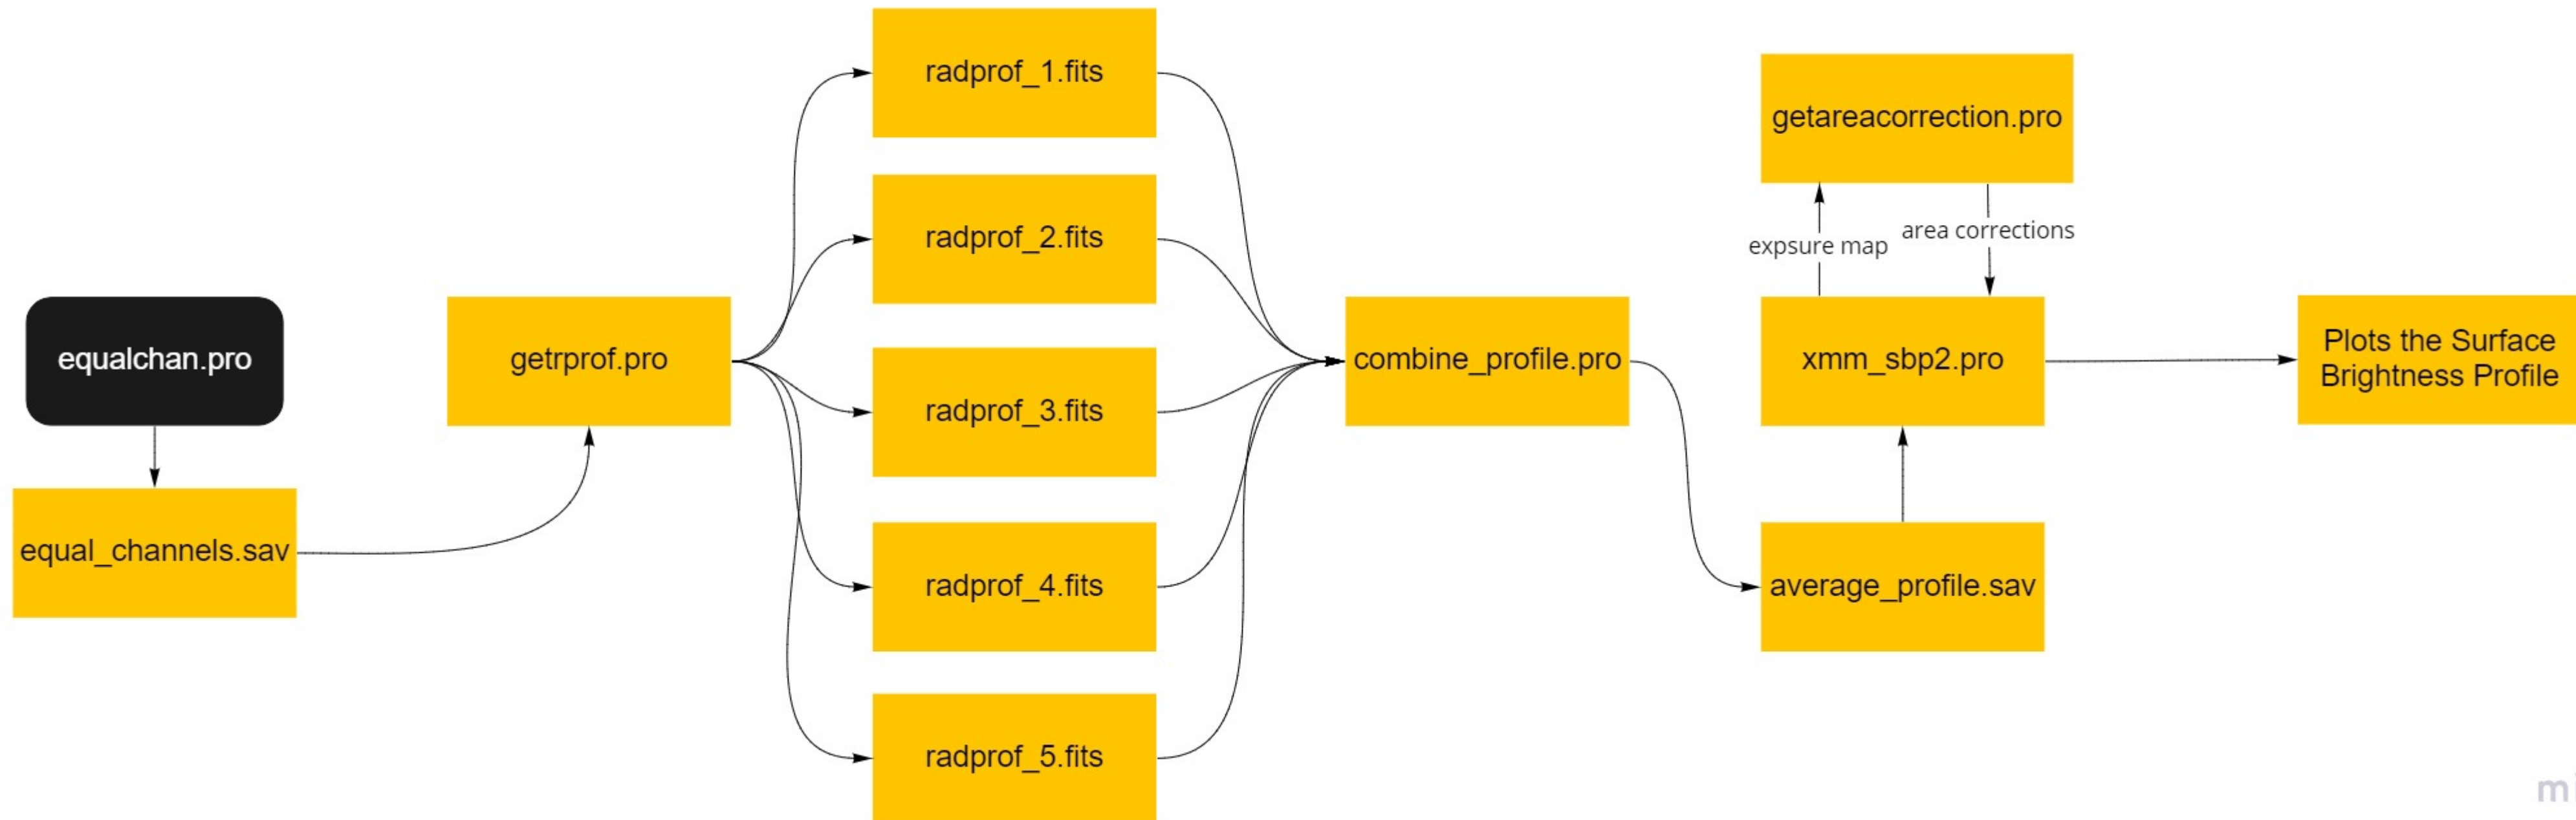 equalchan.pro
equal_channels.sav
getrprof.pro
radprof_1.fits
radprof_2.fits
radprof_3.fits
radprof_4.fits
radprof_5.fits
combine_profile.pro
average_profile.sav
xmm_sbp2.pro
expsure map
getareacorrection.pro
area corrections
Plots the Surface
Brightness Profile